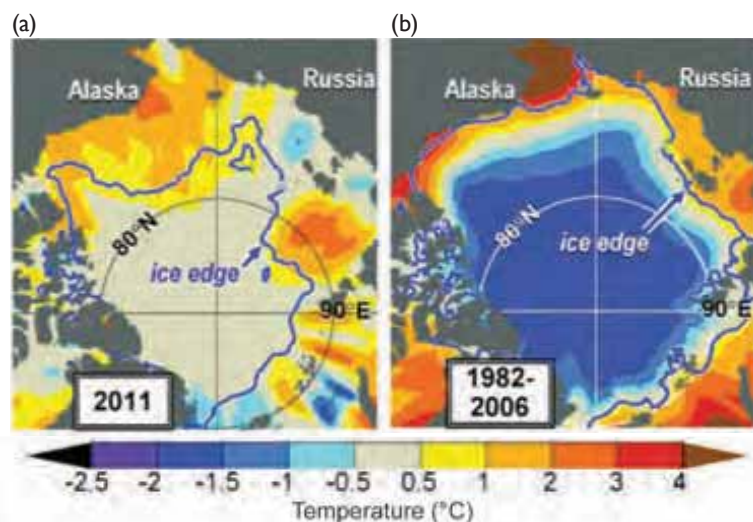 (a)
(b)
Alaska
Russia
80°N
ice edge
90°E
2011
Alaska
Russia
80°N
ice edge
90°E
1982-
2006
-2.5 -2 -1.5 -1 -0.5 0.5 1 2 3 4
Temperature (°C)